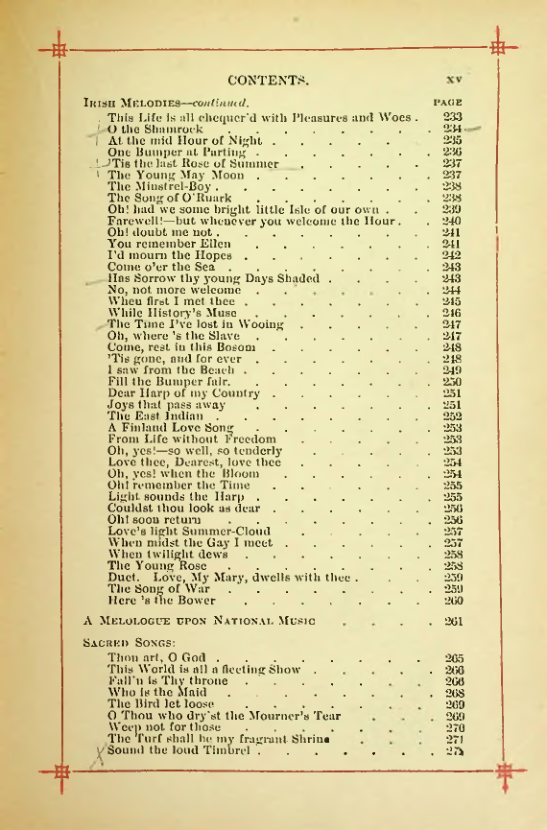 CONTENTS. xv
IRISH MELODIES—continued. PAGE
This Life is all chequer'd with Pleasures and Woes . 233
O the Shamrock . . . . . . . . 234
At the mid Hour of Night . . . . . . 235
One Bumper at Parting . . . . . . . 236
'Tis the last Rose of Summer . . . . . 237
The Young May Moon . . . . . . . 237
The Minstrel-Boy . . . . . . . . 238
The Song of O'Ruark . . . . . . . 238
Oh! had we some bright little Isle of our own . . 239
Farewell!—but whenever you welcome the Hour . . 240
Oh! doubt me not . . . . . . . . 241
You remember Ellen . . . . . . . 241
I'd mourn the Hopes . . . . . . . 242
Come o'er the Sea . . . . . . . . 243
Has Sorrow thy young Days Shaded . . . . 243
No, not more welcome . . . . . . . 244
When first I met thee . . . . . . . 245
While History's Muse . . . . . . . 246
The Time I've lost in Wooing . . . . . 247
Oh, where 's the Slave . . . . . . . 247
Come, rest in this Bosom . . . . . . 248
'Tis gone, and for ever . . . . . . . 248
I saw from the Beach . . . . . . . 249
Fill the Bumper fair. . . . . . . . 250
Dear Harp of my Country . . . . . . 251
Joys that pass away . . . . . . . 251
The East Indian . . . . . . . . 252
A Finland Love Song . . . . . . . 253
From Life without Freedom . . . . . 253
Oh, yes!—so well, so tenderly . . . . . 253
Love thee, Dearest, love thee . . . . . 254
Oh, yes! when the Bloom . . . . . . 254
Oh! remember the Time . . . . . . 255
Light sounds the Harp . . . . . . . 255
Couldst thou look as dear . . . . . . 256
Oh! soon return . . . . . . . . 256
Love's light Summer-Cloud . . . . . 257
When midst the Gay I meet . . . . . 257
When twilight dews . . . . . . . 258
The Young Rose . . . . . . . . 258
Duet. Love, My Mary, dwells with thee . . . 259
The Song of War . . . . . . . . 259
Here 's the Bower . . . . . . . 260
A MELOLOGUE UPON NATIONAL MUSIC . . . . 261
SACRED SONGS:
Thou art, O God . . . . . . . . 265
This World is all a fleeting Show . . . . 266
Fall'n is Thy throne . . . . . . . 266
Who is the Maid . . . . . . . . 268
The Bird let loose . . . . . . . 269
O Thou who dry'st the Mourner's Tear . . . 269
Weep not for those . . . . . . . 270
The Turf shall be my fragrant Shrine . . . 271
Sound the loud Timbrel . . . . . . .